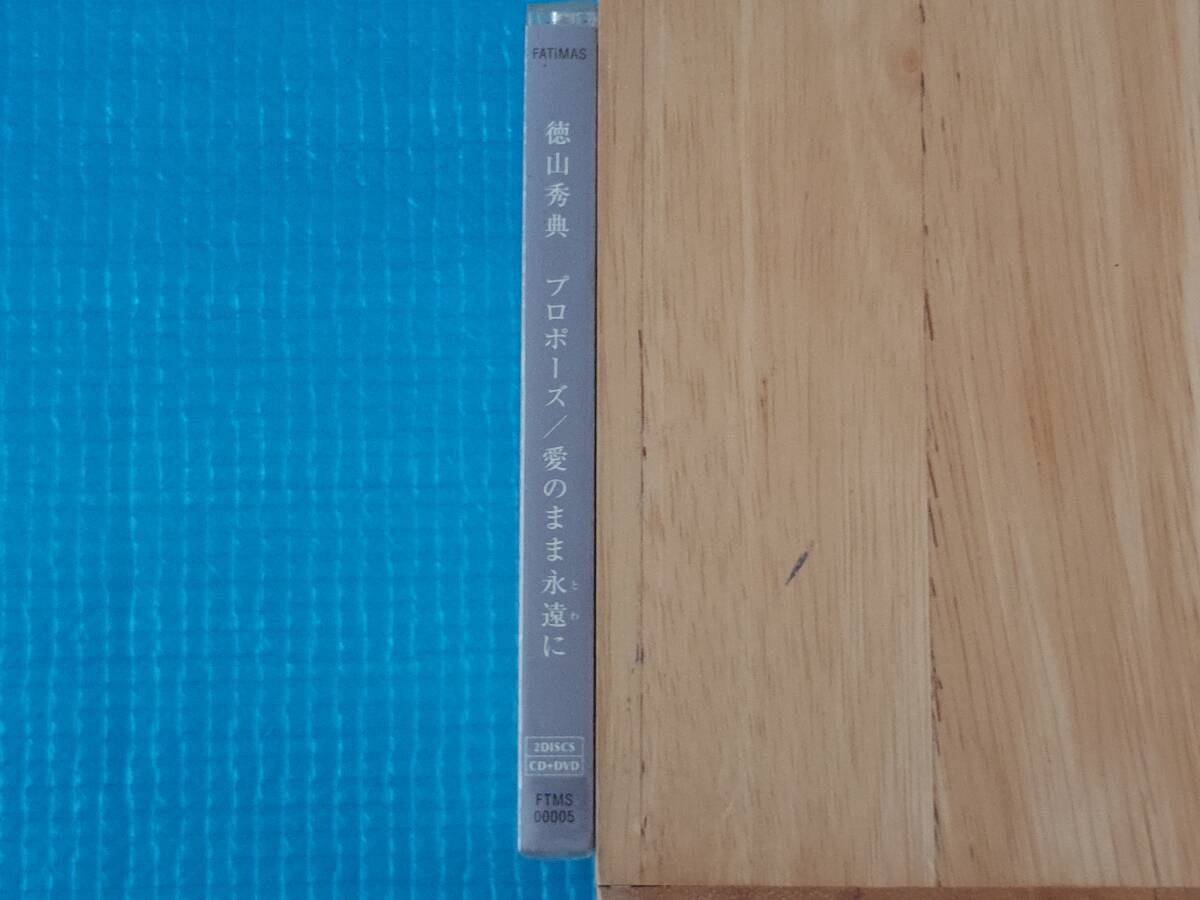 FATiMAS
徳山秀典 プロポーズ/愛のまま永遠に
とわ
2DISCS
CD+DVD
FTMS
00005